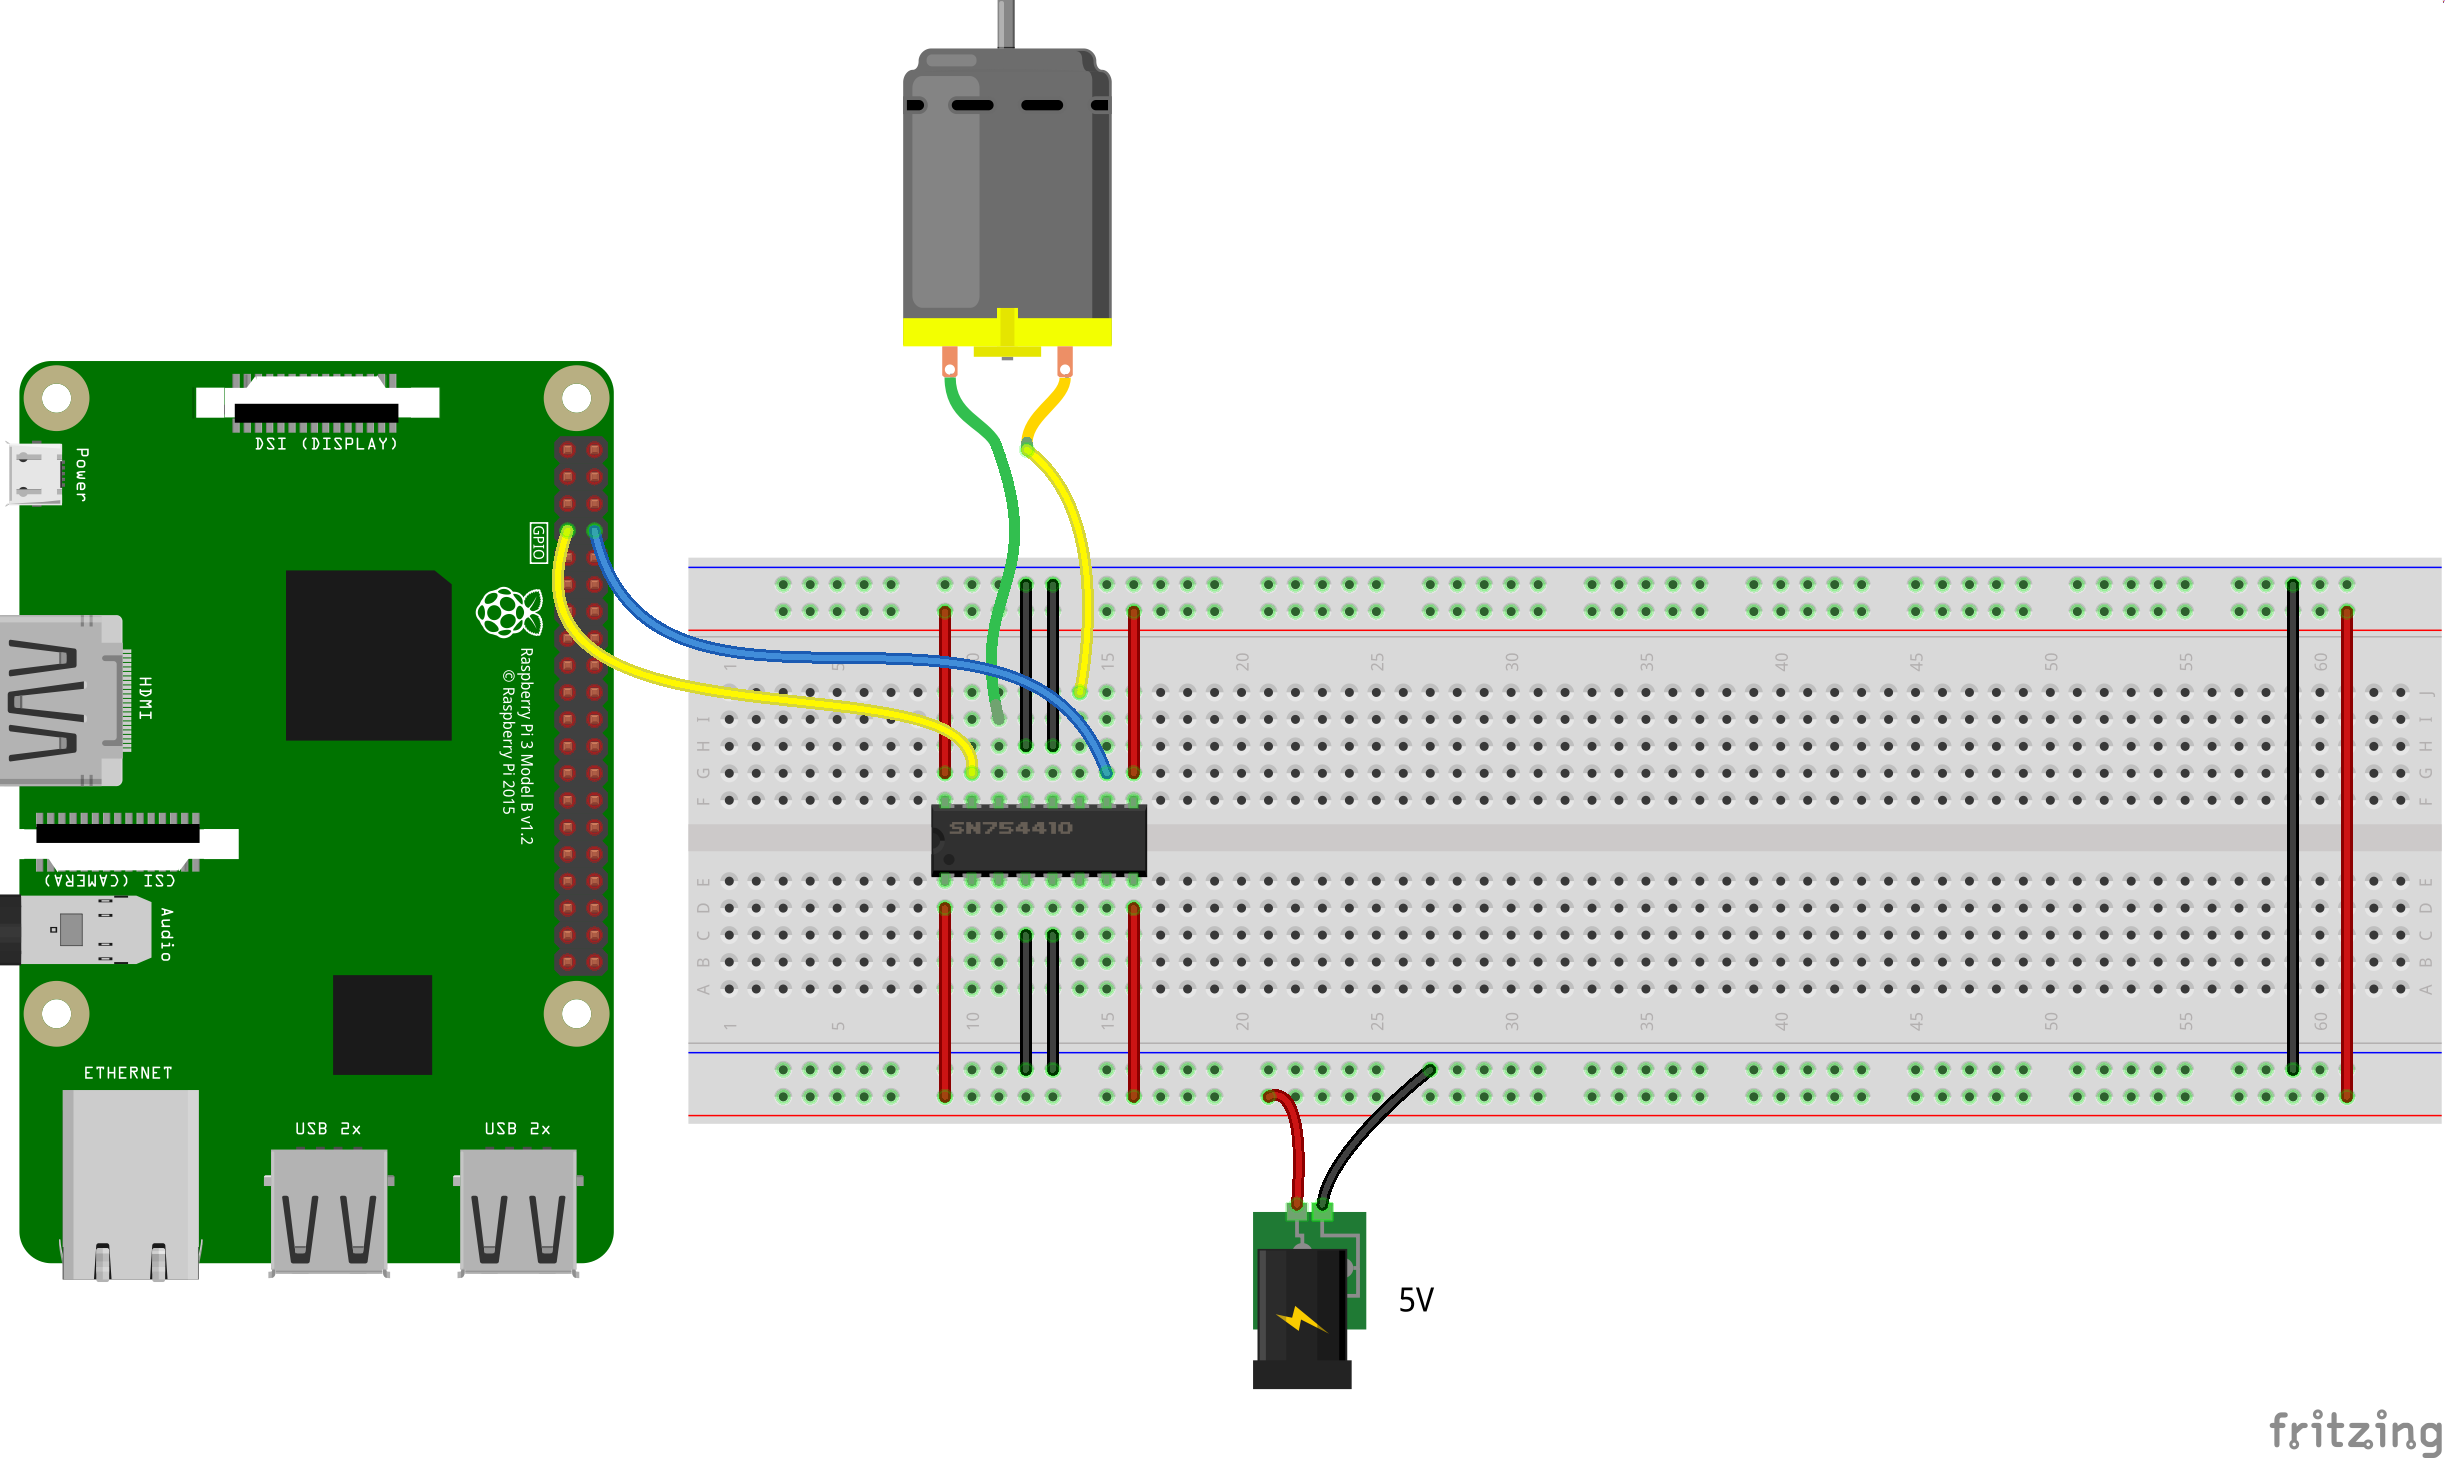 DSI (DISPLAY)
Power
GPIO
Raspberry Pi 3 Model B v1.2
© Raspberry Pi 2015
HDMI
CSI (CAMERA)
Audio
ETHERNET
USB 2x
USB 2x
1 5 10 15 20 25 30 35 40 45 50 55 60
J
I I
H H
G G
F F
SN754410
E E
D D
C C
B B
A A
1 5 10 15 20 25 30 35 40 45 50 55 60
5V
fritzing